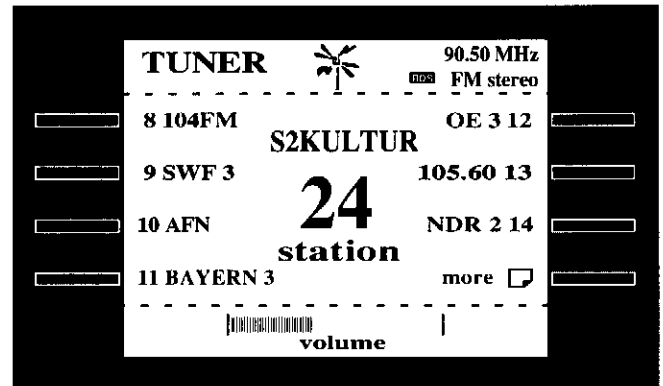 TUNER
90.50 MHz
RDS FM stereo
8 104FM
OE 3 12
S2KULTUR
9 SWF 3
105.60 13
24
10 AFN
NDR 2 14
station
11 BAYERN 3
more
volume